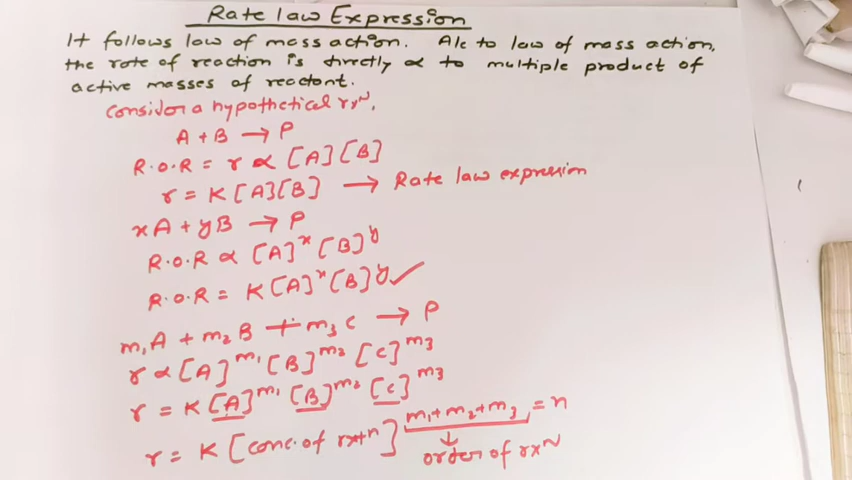 Rate law Expression
It follows law of mass action. A/c to law of mass action,
the rate of reaction is directly ∝ to multiple product of
active masses of reactant.
Consider a hypothetical rxᴺ,
A + B → P
R.O.R = r ∝ [A][B]
r = K[A][B] → Rate law expression
xA + yB → P
R.O.R ∝ [A]ˣ [B]ʸ
R.O.R = K[A]ˣ[B]ʸ ✓
m₁A + m₂B + m₃C → P
r ∝ [A]^m₁ [B]^m₂ [C]^m₃
r = K[A]^m₁ [B]^m₂ [C]^m₃
r = K[conc. of rxtn]^m₁+m₂+m₃ = n
↓
order of rxᴺ